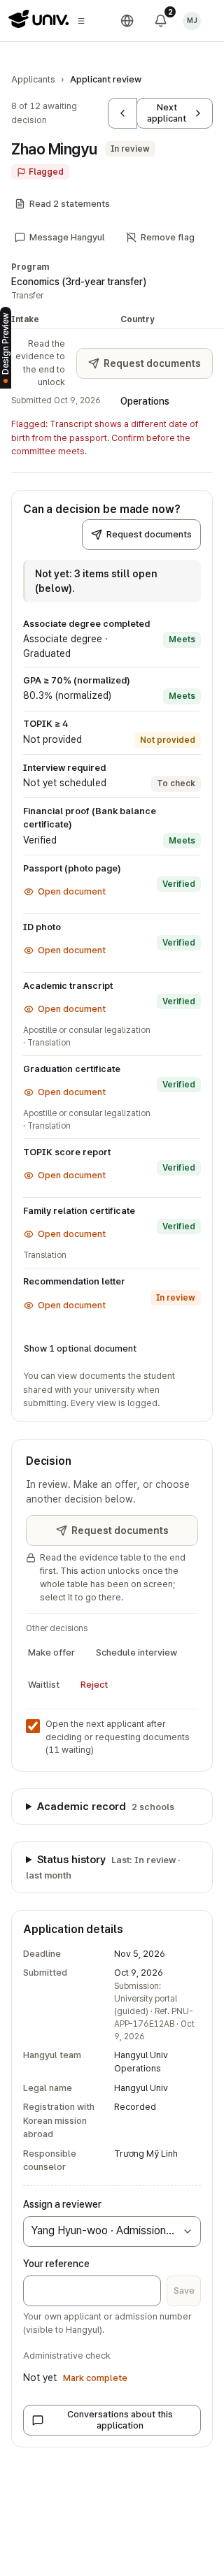 UNIV.
2
MJ
Applicants › Applicant review
8 of 12 awaiting
decision
Next
applicant
Zhao Mingyu
In review
Flagged
Read 2 statements
Message Hangyul
Remove flag
Program
Economics (3rd-year transfer)
Transfer
Intake
Country
Design Preview
Read the
evidence to
the end to
unlock
Request documents
Submitted Oct 9, 2026
Operations
Flagged: Transcript shows a different date of
birth from the passport. Confirm before the
committee meets.
Can a decision be made now?
Request documents
Not yet: 3 items still open
(below).
Associate degree completed
Associate degree ·
Graduated
Meets
GPA ≥ 70% (normalized)
80.3% (normalized)
Meets
TOPIK ≥ 4
Not provided
Not provided
Interview required
Not yet scheduled
To check
Financial proof (Bank balance
certificate)
Verified
Meets
Passport (photo page)
Open document
Verified
ID photo
Open document
Verified
Academic transcript
Open document
Verified
Apostille or consular legalization
· Translation
Graduation certificate
Open document
Verified
Apostille or consular legalization
· Translation
TOPIK score report
Open document
Verified
Family relation certificate
Open document
Verified
Translation
Recommendation letter
Open document
In review
Show 1 optional document
You can view documents the student
shared with your university when
submitting. Every view is logged.
Decision
In review. Make an offer, or choose
another decision below.
Request documents
Read the evidence table to the end
first. This action unlocks once the
whole table has been on screen;
select it to go there.
Other decisions
Make offer
Schedule interview
Waitlist
Reject
Open the next applicant after
deciding or requesting documents
(11 waiting)
Academic record 2 schools
Status history Last: In review ·
last month
Application details
Deadline
Nov 5, 2026
Submitted
Oct 9, 2026
Submission:
University portal
(guided) · Ref. PNU-
APP-176E12AB · Oct
9, 2026
Hangyul team
Hangyul Univ
Operations
Legal name
Hangyul Univ
Registration with
Korean mission
abroad
Recorded
Responsible
counselor
Trương Mỹ Linh
Assign a reviewer
Yang Hyun-woo · Admission...
Your reference
Save
Your own applicant or admission number
(visible to Hangyul).
Administrative check
Not yet Mark complete
Conversations about this
application